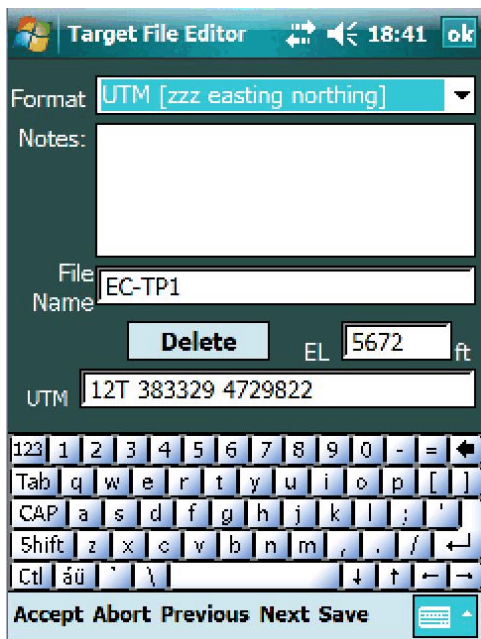 Target File Editor 18:41 ok
Format UTM [zzz easting northing]
Notes:
File Name EC-TP1
Delete EL 5672 ft
UTM 12T 383329 4729822
123 1 2 3 4 5 6 7 8 9 0 - =
Tab q w e r t y u i o p [ ]
CAP a s d f g h j k l ; '
Shift z x c v b n m , . /
Ctl áü ` \
Accept Abort Previous Next Save